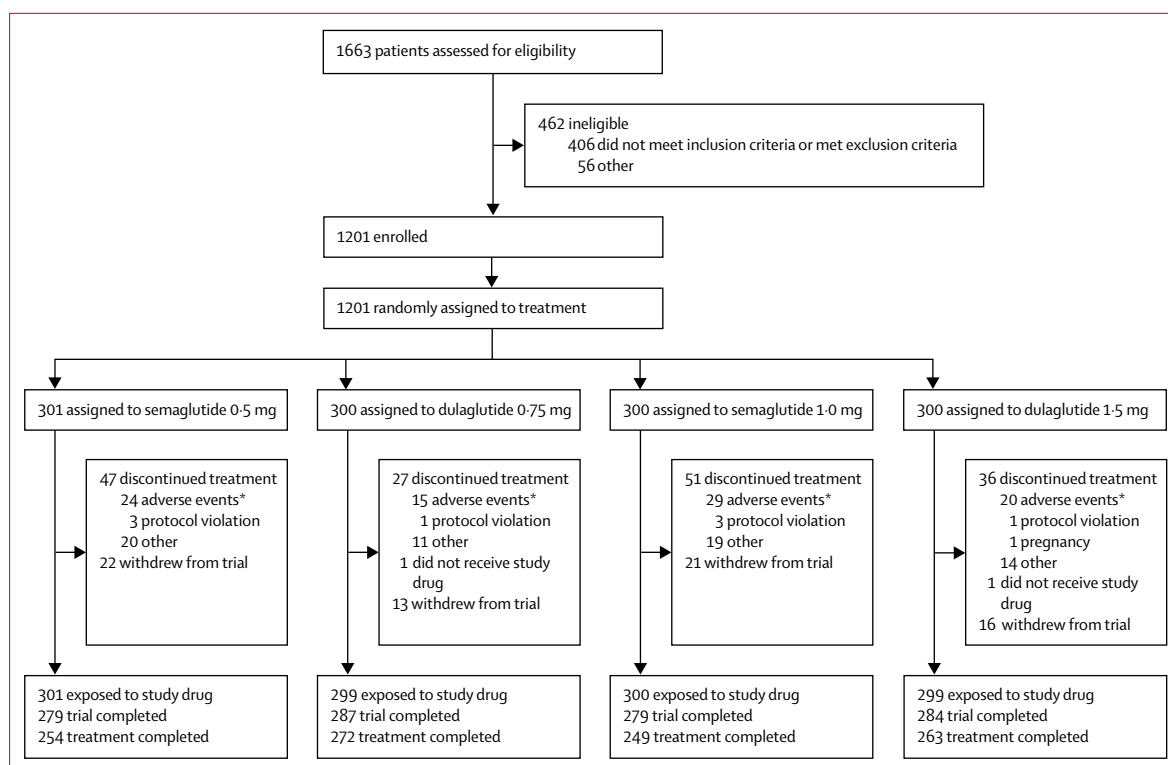 1663 patients assessed for eligibility
462 ineligible
406 did not meet inclusion criteria or met exclusion criteria
56 other
1201 enrolled
1201 randomly assigned to treatment
301 assigned to semaglutide 0·5 mg
300 assigned to dulaglutide 0·75 mg
300 assigned to semaglutide 1·0 mg
300 assigned to dulaglutide 1·5 mg
47 discontinued treatment
24 adverse events*
3 protocol violation
20 other
22 withdrew from trial
27 discontinued treatment
15 adverse events*
1 protocol violation
11 other
1 did not receive study
drug
13 withdrew from trial
51 discontinued treatment
29 adverse events*
3 protocol violation
19 other
21 withdrew from trial
36 discontinued treatment
20 adverse events*
1 protocol violation
1 pregnancy
14 other
1 did not receive study
drug
16 withdrew from trial
301 exposed to study drug
279 trial completed
254 treatment completed
299 exposed to study drug
287 trial completed
272 treatment completed
300 exposed to study drug
279 trial completed
249 treatment completed
299 exposed to study drug
284 trial completed
263 treatment completed